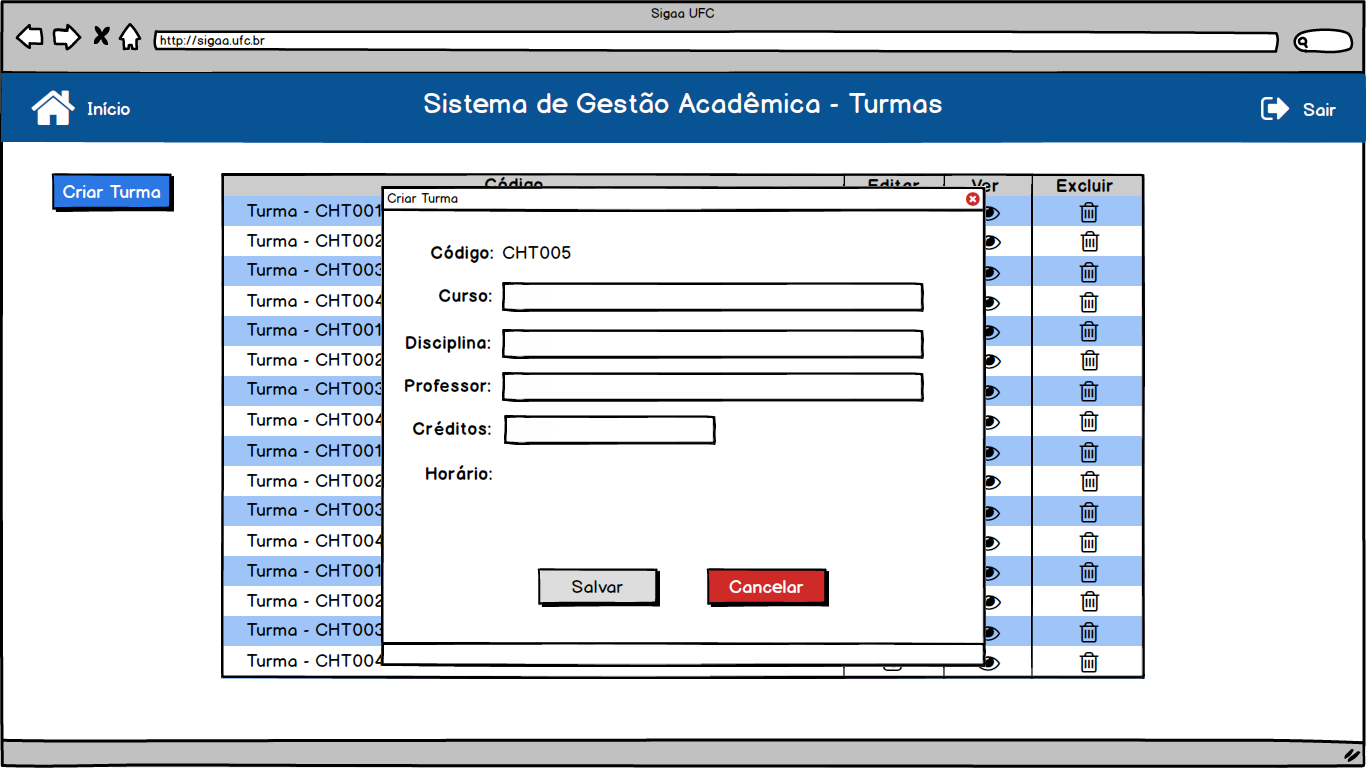 Sigaa UFC
http://sigaa.ufc.br
Início
Sistema de Gestão Acadêmica - Turmas
Sair
Criar Turma
Código Editar Ver Excluir
Turma - CHT001
Turma - CHT002
Turma - CHT003
Turma - CHT004
Turma - CHT001
Turma - CHT002
Turma - CHT003
Turma - CHT004
Turma - CHT001
Turma - CHT002
Turma - CHT003
Turma - CHT004
Turma - CHT001
Turma - CHT002
Turma - CHT003
Turma - CHT004
Criar Turma
Código: CHT005
Curso:
Disciplina:
Professor:
Créditos:
Horário:
Salvar Cancelar